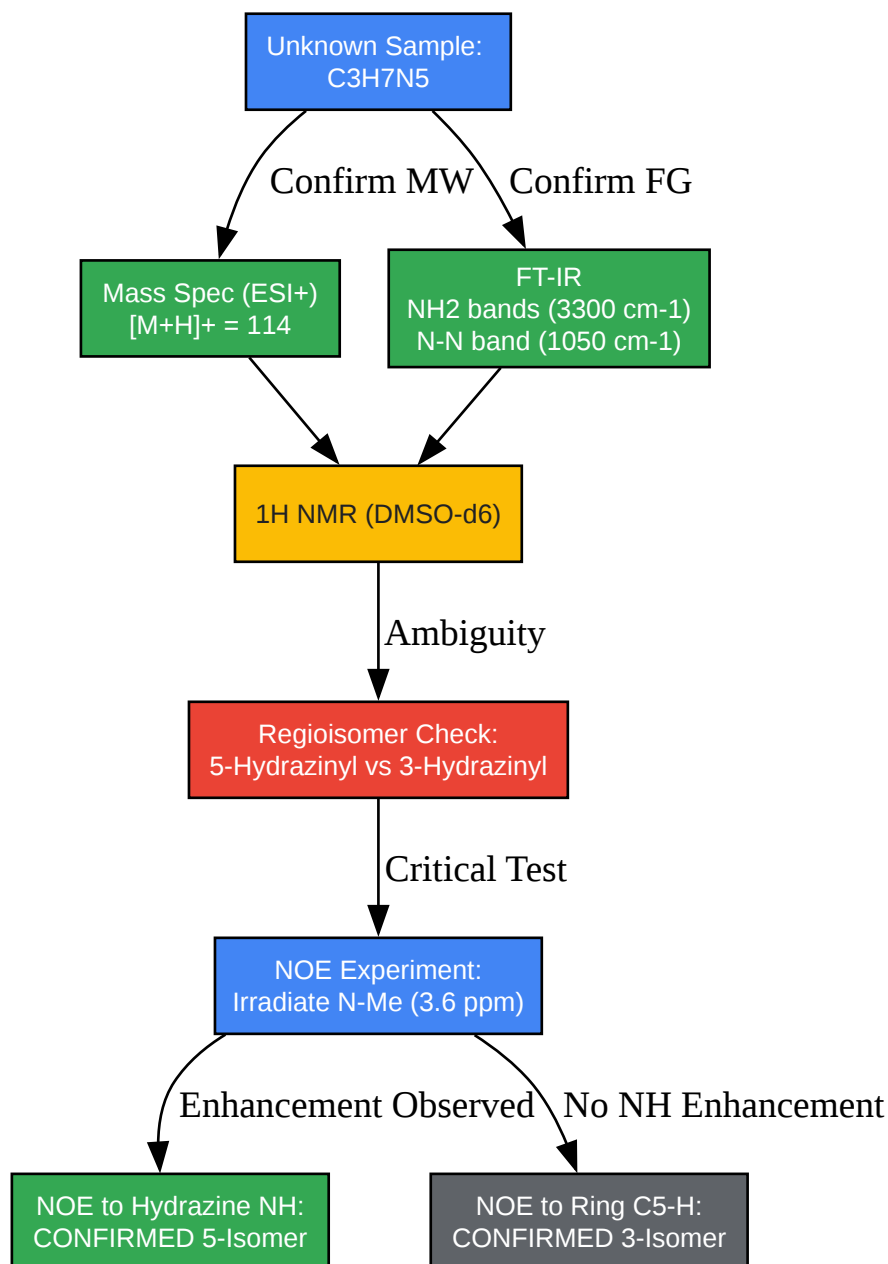 Unknown Sample:
C3H7N5
Confirm MW
Confirm FG
Mass Spec (ESI+)
[M+H]+ = 114
FT-IR
NH2 bands (3300 cm-1)
N-N band (1050 cm-1)
1H NMR (DMSO-d6)
Ambiguity
Regioisomer Check:
5-Hydrazinyl vs 3-Hydrazinyl
Critical Test
NOE Experiment:
Irradiate N-Me (3.6 ppm)
Enhancement Observed
No NH Enhancement
NOE to Hydrazine NH:
CONFIRMED 5-Isomer
NOE to Ring C5-H:
CONFIRMED 3-Isomer